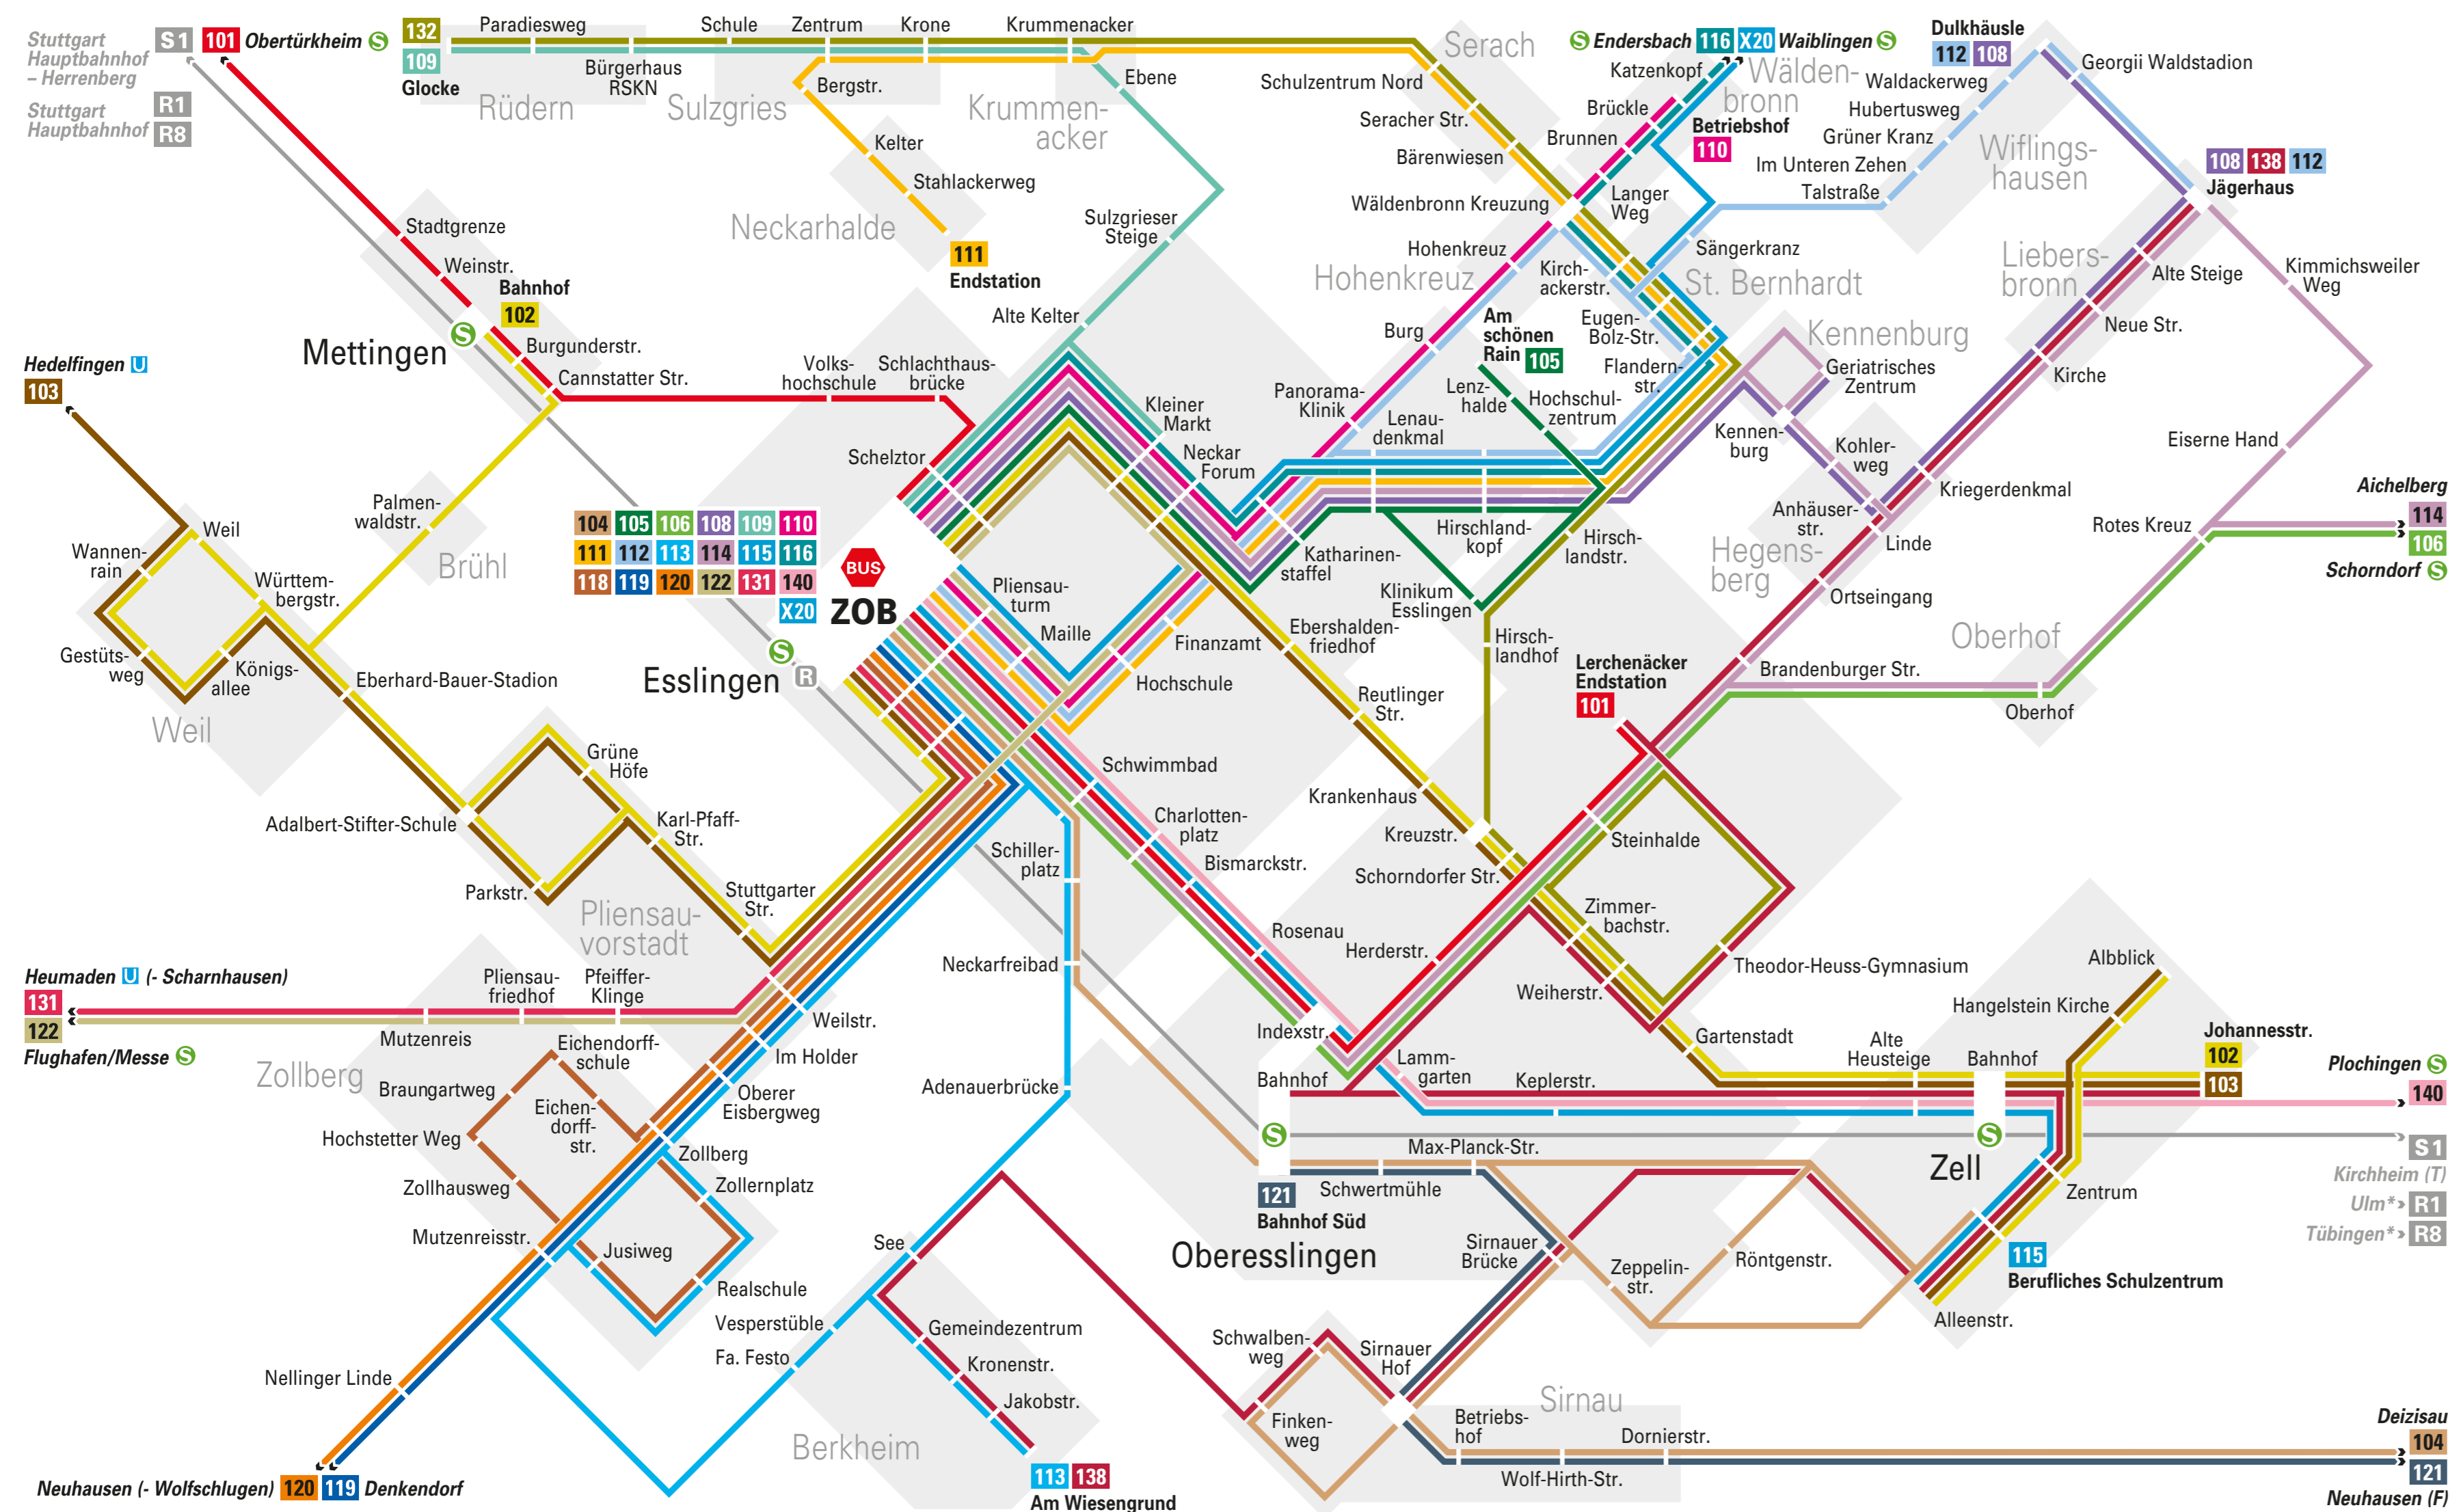 Stuttgart
Hauptbahnhof
– Herrenberg
S1
101
Obertürkheim S
Stuttgart
Hauptbahnhof
R1
R8
132
109
Glocke
Paradiesweg
Bürgerhaus
RSKN
Schule
Zentrum
Krone
Krummenacker
Bergstr.
Ebene
Rüdern
Sulzgries
Krummen-
acker
Kelter
Stahlackerweg
Neckarhalde
111
Endstation
Sulzgrieser
Steige
Alte Kelter
Serach
Schulzentrum Nord
Seracher Str.
Bärenwiesen
Wäldenbronn Kreuzung
S Endersbach 116 X20 Waiblingen S
Katzenkopf
Brückle
Brunnen
Wälden-
bronn
Betriebshof
110
Langer
Weg
Dulkhäusle
112 108
Waldackerweg
Hubertusweg
Grüner Kranz
Im Unteren Zehen
Talstraße
Georgii Waldstadion
Wiflings-
hausen
108 138 112
Jägerhaus
Sängerkranz
St. Bernhardt
Hohenkreuz
Hohenkreuz
Kirch-
ackerstr.
Eugen-
Bolz-Str.
Flandern-
str.
Burg
Panorama-
Klinik
Am
schönen
Rain 105
Lenz-
halde
Hochschul-
zentrum
Lenau-
denkmal
Kennenburg
Geriatrisches
Zentrum
Kennen-
burg
Kohler-
weg
Anhäuser-
str.
Liebers-
bronn
Alte Steige
Neue Str.
Kirche
Kriegerdenkmal
Linde
Ortseingang
Hegens-
berg
Kimmichsweiler
Weg
Eiserne Hand
Rotes Kreuz
Aichelberg
114
106
Schorndorf S
Oberhof
Brandenburger Str.
Oberhof
Stadtgrenze
Weinstr.
Bahnhof
102
Mettingen
S
Burgunderstr.
Cannstatter Str.
Volks-
hochschule
Schlachthaus-
brücke
Schelztor
Hedelfingen U
103
Weil
Wannen-
rain
Württem-
bergstr.
Gestüts-
weg
Königs-
allee
Weil
Palmen-
waldstr.
Brühl
Eberhard-Bauer-Stadion
Adalbert-Stifter-Schule
Grüne
Höfe
Karl-Pfaff-
Str.
Parkstr.
Stuttgarter
Str.
Pliensau-
vorstadt
104 105 106 108 109 110
111 112 113 114 115 116
118 119 120 122 131 140
X20
BUS
ZOB
Esslingen
S
R
Kleiner
Markt
Neckar
Forum
Pliensau-
turm
Maille
Finanzamt
Hochschule
Katharinen-
staffel
Hirschland-
kopf
Hirsch-
landstr.
Klinikum
Esslingen
Hirsch-
landhof
Ebershalden-
friedhof
Reutlinger
Str.
Krankenhaus
Kreuzstr.
Schorndorfer Str.
Lerchenäcker
Endstation
101
Steinhalde
Zimmer-
bachstr.
Theodor-Heuss-Gymnasium
Weiherstr.
Gartenstadt
Herderstr.
Schwimmbad
Charlotten-
platz
Bismarckstr.
Rosenau
Indexstr.
Schiller-
platz
Neckarfreibad
Adenauerbrücke
Heumaden U (- Scharnhausen)
131
122
Flughafen/Messe S
Pliensau-
friedhof
Pfeiffer-
Klinge
Mutzenreis
Weilstr.
Im Holder
Oberer
Eisbergweg
Zollberg
Eichendorff-
schule
Braungartweg
Eichen-
dorff-
str.
Hochstetter Weg
Zollhausweg
Mutzenreisstr.
Zollberg
Zollernplatz
Jusiweg
Realschule
Nellinger Linde
Neuhausen (- Wolfschlugen) 120 119 Denkendorf
See
Vesperstüble
Fa. Festo
Gemeindezentrum
Kronenstr.
Jakobstr.
Berkheim
113 138
Am Wiesengrund
Bahnhof
S
121
Bahnhof Süd
Oberesslingen
Lamm-
garten
Keplerstr.
Max-Planck-Str.
Schwertmühle
Sirnauer
Brücke
Zeppelin-
str.
Röntgenstr.
Schwalben-
weg
Sirnauer
Hof
Finken-
weg
Sirnau
Betriebs-
hof
Dornierstr.
Wolf-Hirth-Str.
Alte
Heusteige
Bahnhof
S
Zell
Albblick
Hangelstein Kirche
Johannesstr.
102
103
Plochingen S
140
S1
Kirchheim (T)
Ulm* R1
Tübingen* R8
Zentrum
115
Berufliches Schulzentrum
Alleenstr.
Deizisau
104
121
Neuhausen (F)